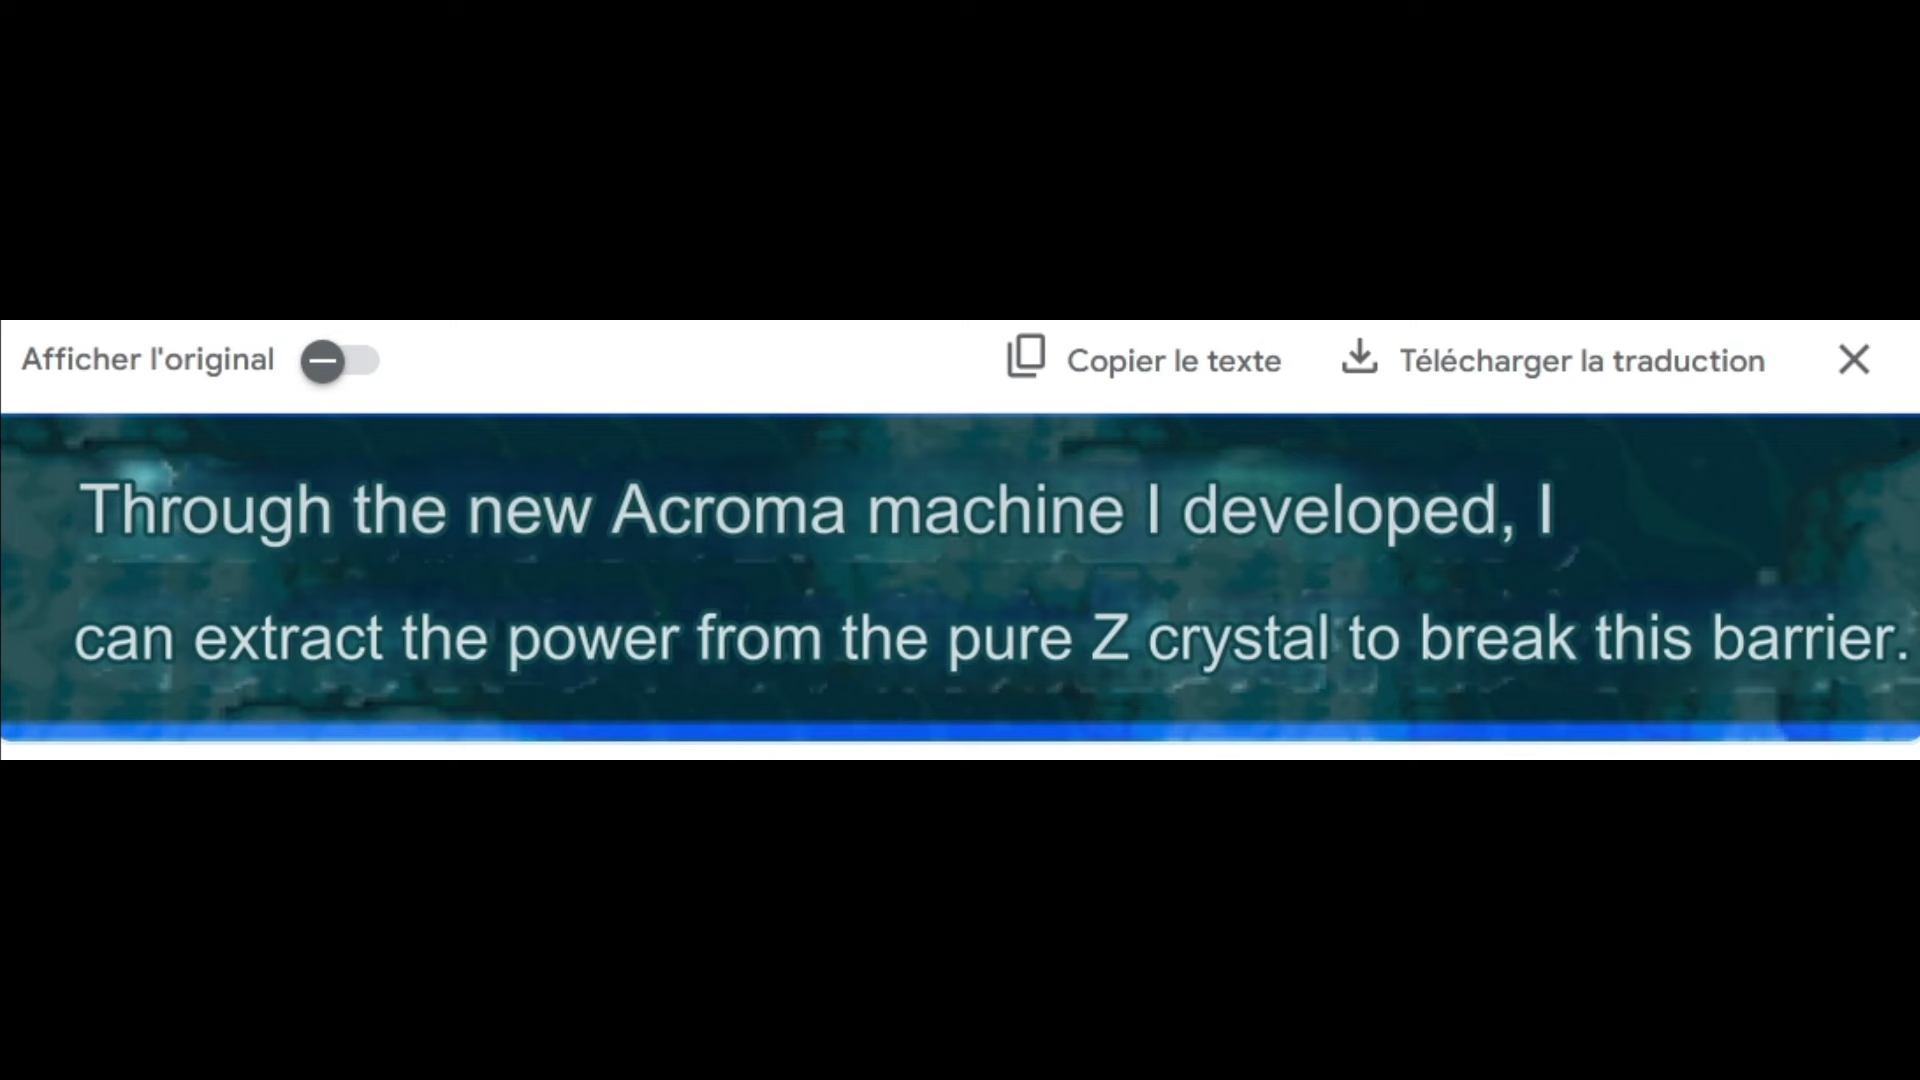 Afficher l'original Copier le texte Télécharger la traduction
Through the new Acroma machine I developed, I
can extract the power from the pure Z crystal to break this barrier.